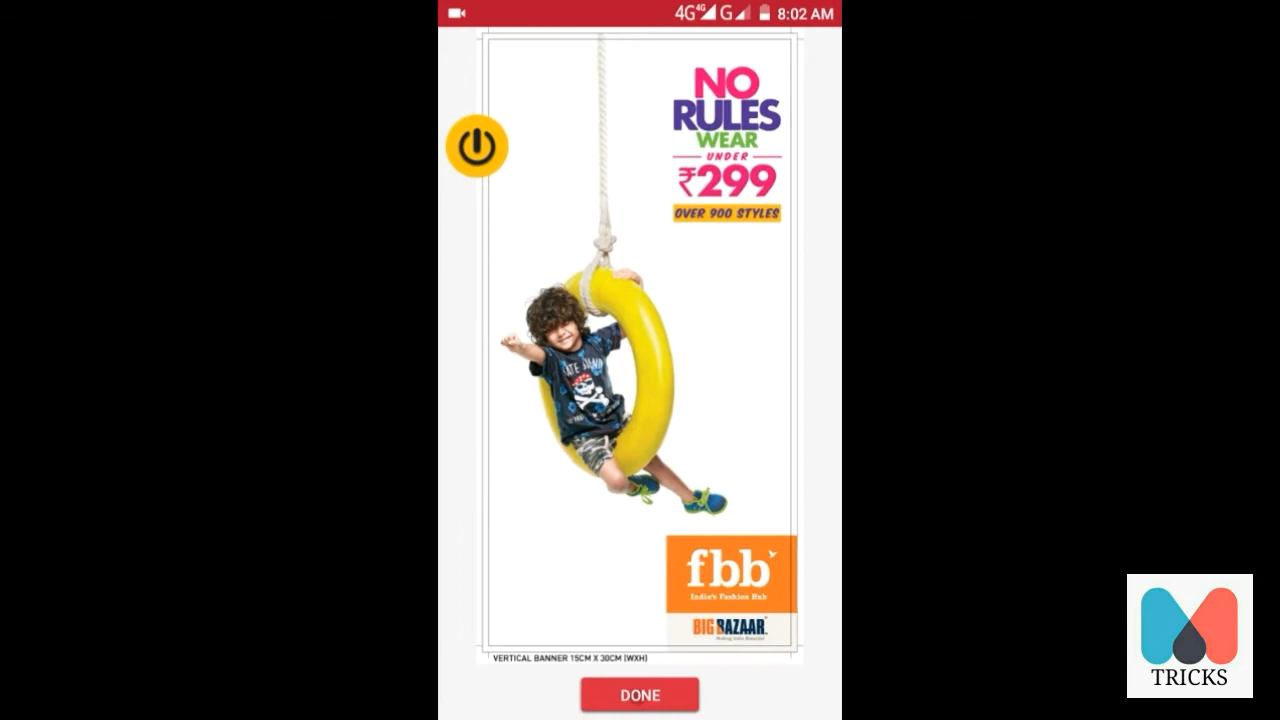 4G 4G G 8:02 AM
NO
RULES
WEAR
UNDER
₹299
OVER 900 STYLES
fbb
India's Fashion Hub
BIG BAZAAR
VERTICAL BANNER 15CM X 30CM (WXH)
DONE
TRICKS